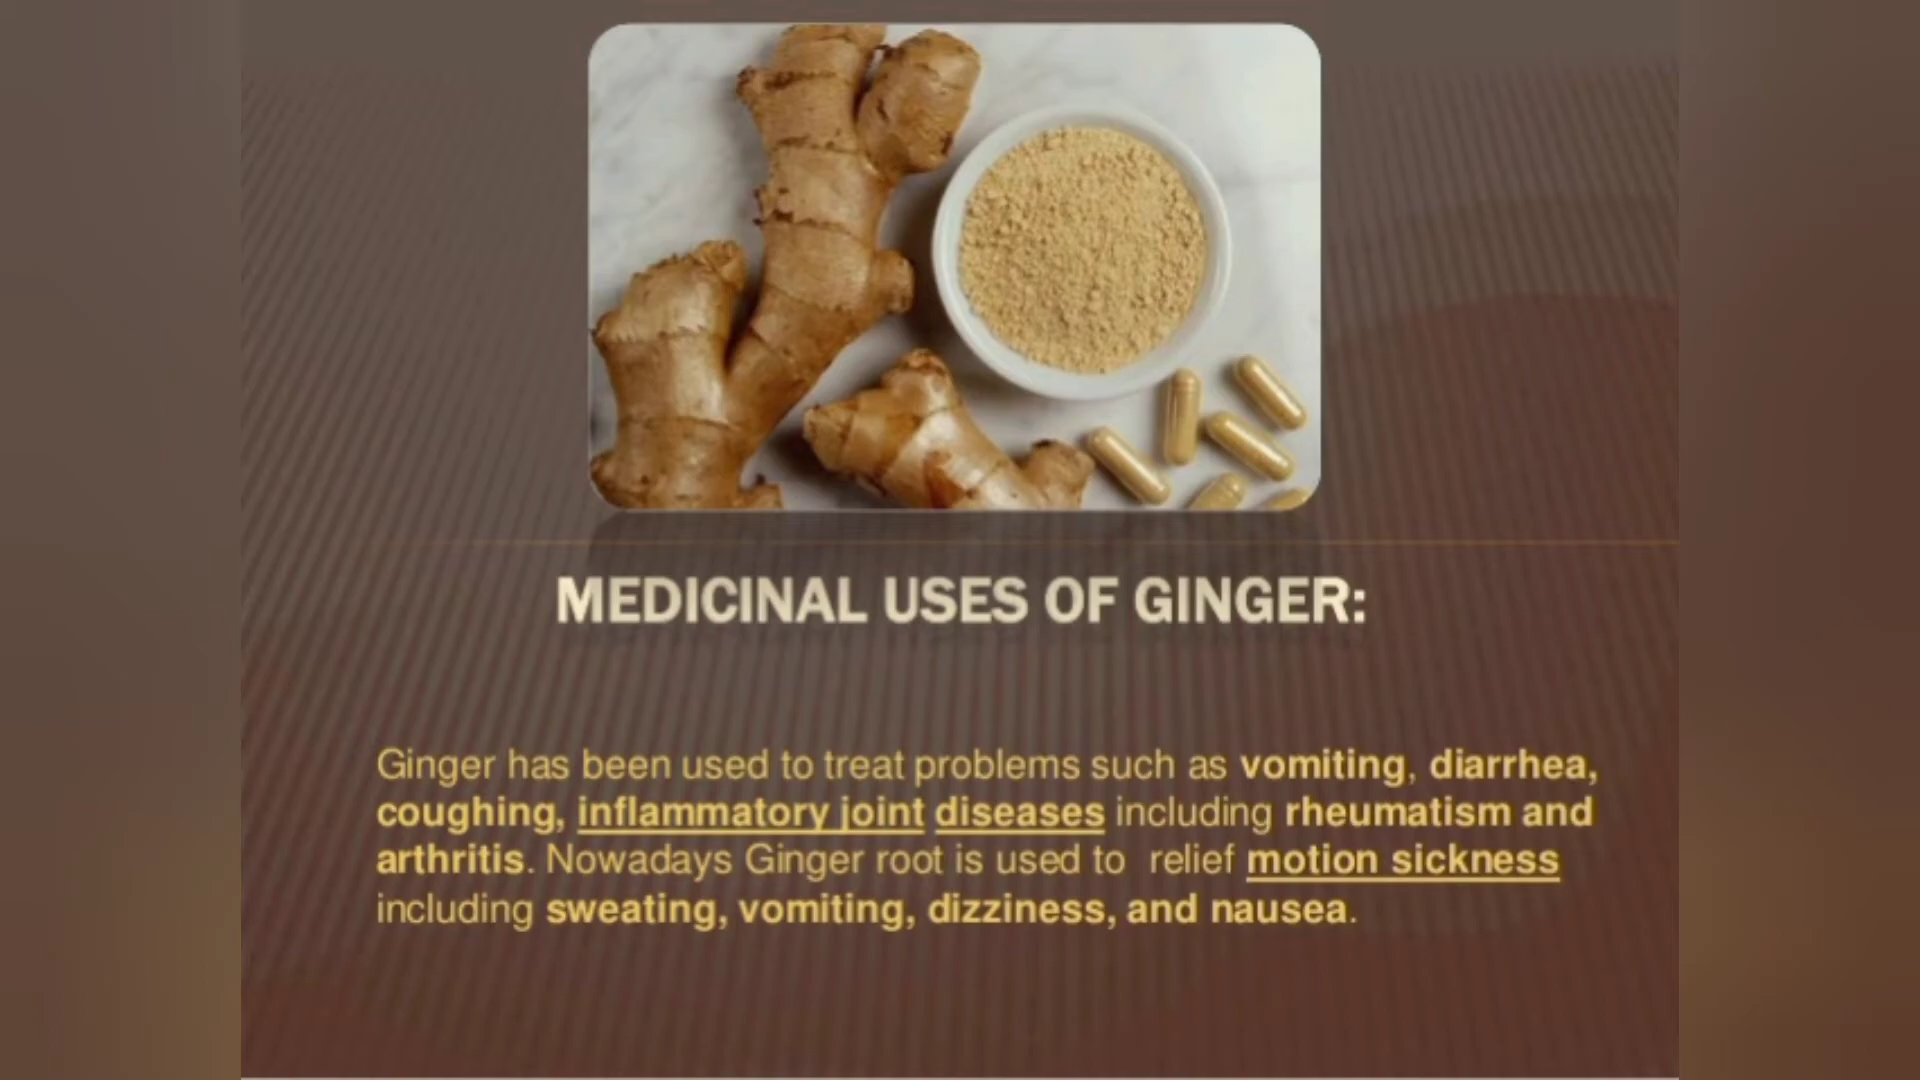 MEDICINAL USES OF GINGER:
Ginger has been used to treat problems such as vomiting, diarrhea,
coughing, inflammatory joint diseases including rheumatism and
arthritis. Nowadays Ginger root is used to relief motion sickness
including sweating, vomiting, dizziness, and nausea.